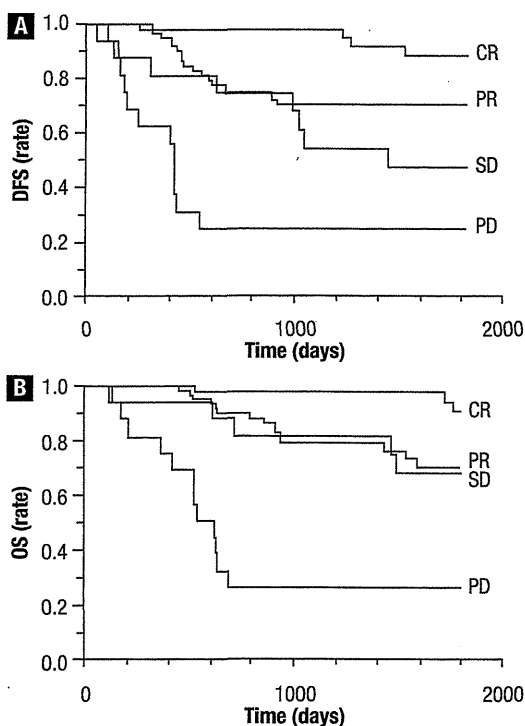 A
DFS (rate)
1.0
0.8
0.6
0.4
0.2
0.0
CR
PR
SD
PD
0 1000 2000
Time (days)
B
OS (rate)
1.0
0.8
0.6
0.4
0.2
0.0
CR
PR
SD
PD
0 1000 2000
Time (days)